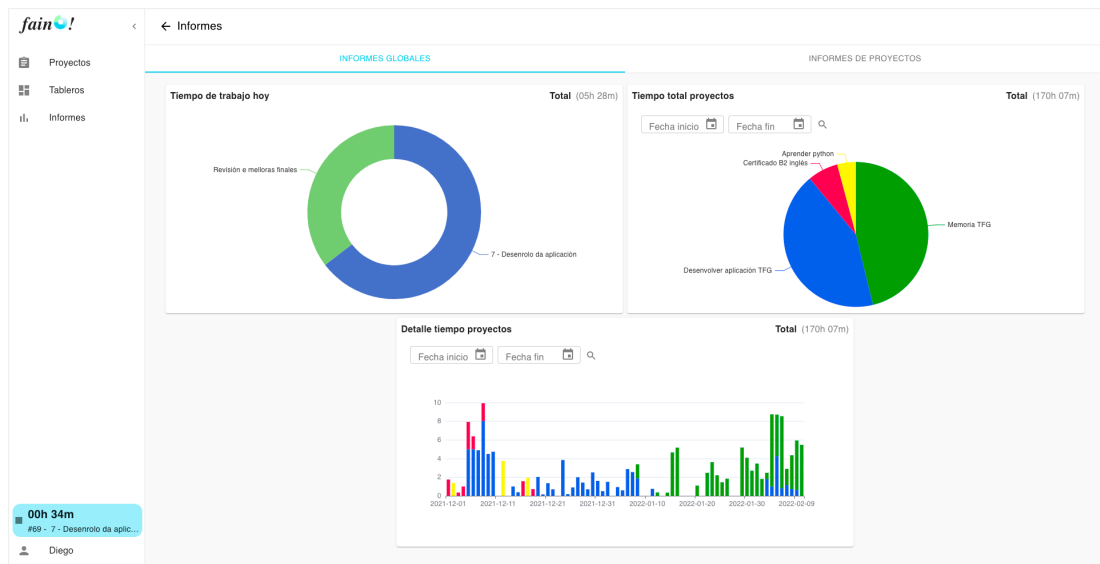 fain !
Informes
Proyectos
Tableros
Informes
INFORMES GLOBALES
INFORMES DE PROYECTOS
Tiempo de trabajo hoy
Total (05h 28m)
Revisión e melloras finales
7 - Desenrolo da aplicación
Tiempo total proyectos
Total (170h 07m)
Fecha inicio
Fecha fin
Aprender python
Certificado B2 inglés
Memoria TFG
Desenvolver aplicación TFG
Detalle tiempo proyectos
Total (170h 07m)
Fecha inicio
Fecha fin
10
8
6
4
2
0
2021-12-01 2021-12-11 2021-12-21 2021-12-31 2022-01-10 2022-01-20 2022-01-30 2022-02-09
00h 34m
#69 - 7 - Desenrolo da aplic...
Diego